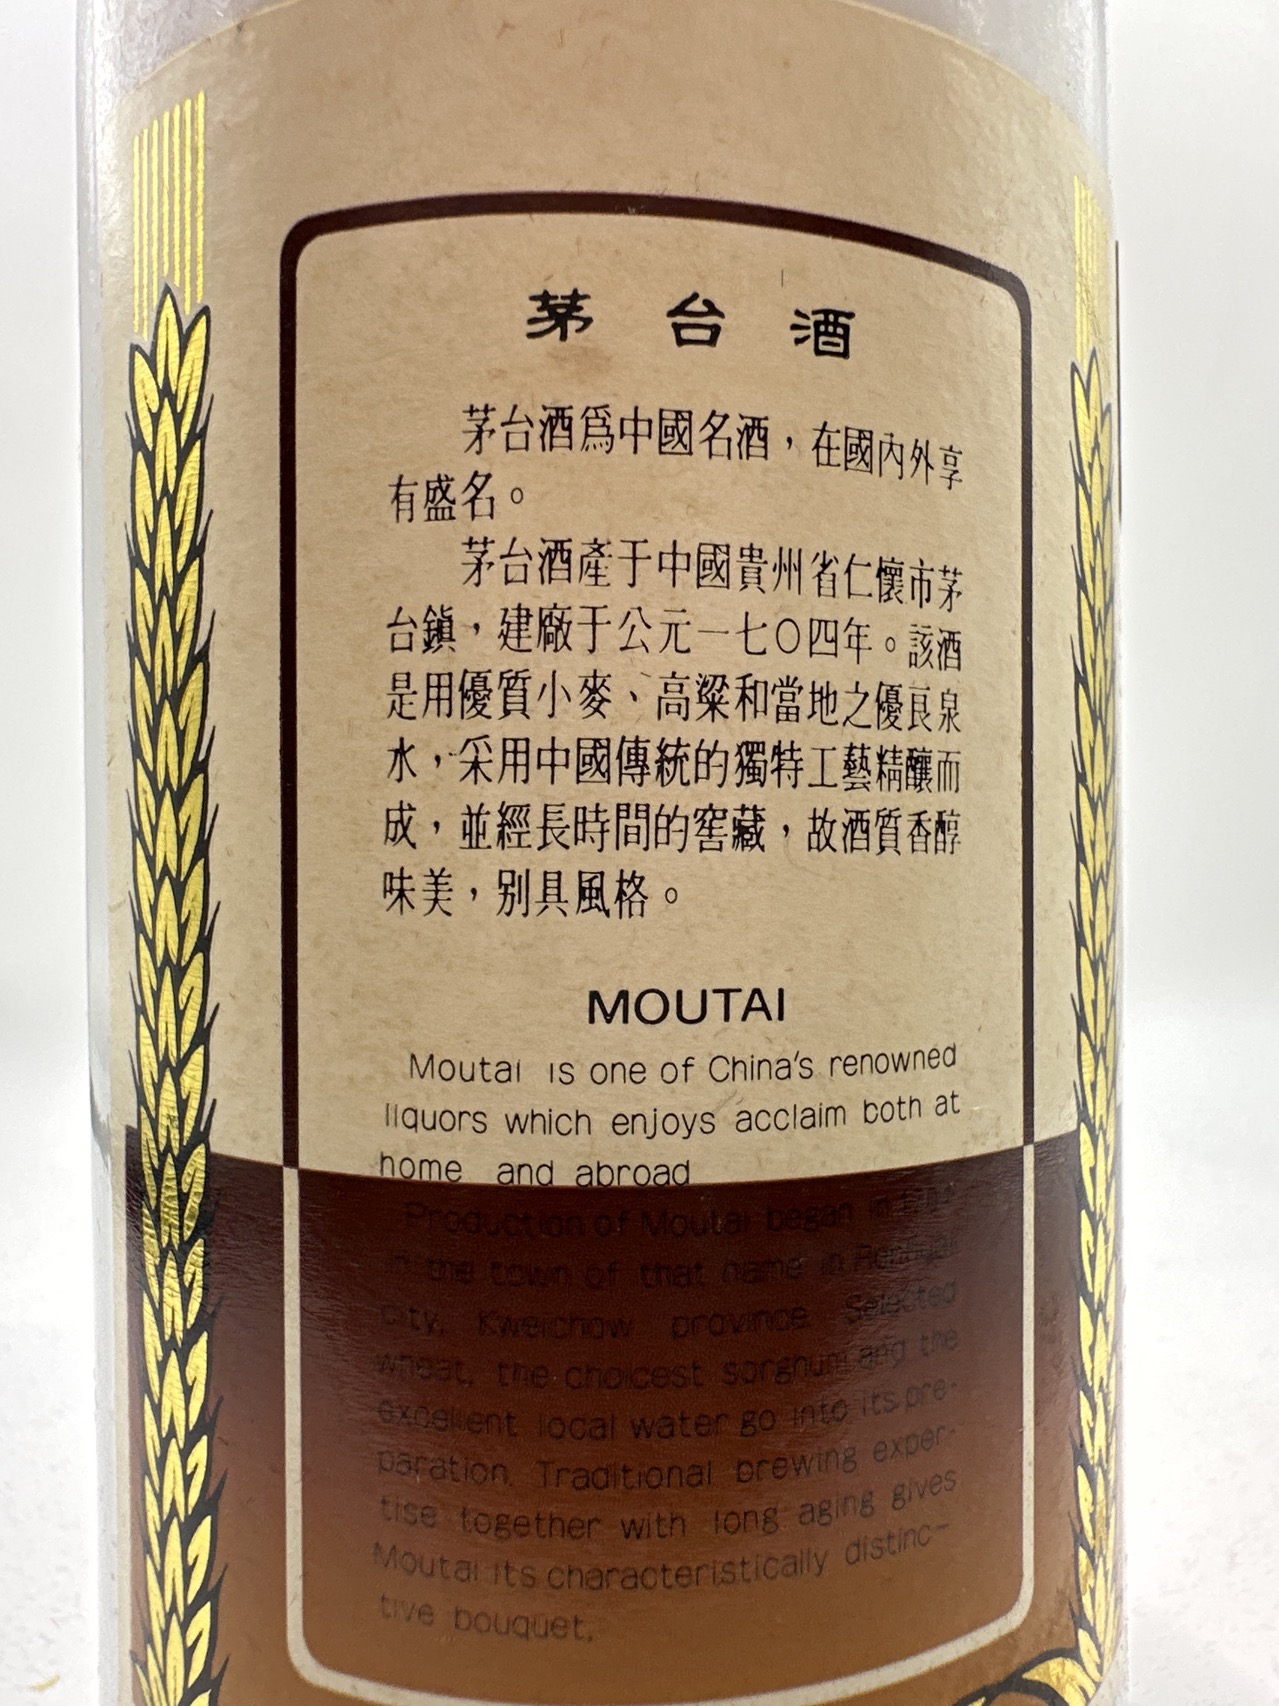 茅台酒
茅台酒爲中國名酒，在國內外享
有盛名。
茅台酒產于中國貴州省仁懷市茅
台鎮，建廠于公元一七〇四年。該酒
是用優質小麥、高粱和當地之優良泉
水，采用中國傳統的獨特工藝精釀而
成，並經長時間的窖藏，故酒質香醇
味美，别具風格。
MOUTAI
Moutai is one of China's renowned
liquors which enjoys acclaim both at
home and abroad
Production of Moutai began in
in the town of that name in
city, Kweichow province. Selected
wheat, the choicest sorghum and the
excellent local water go into its pre-
paration. Traditional brewing exper-
tise together with long aging gives
Moutai its characteristically distinc-
tive bouquet.